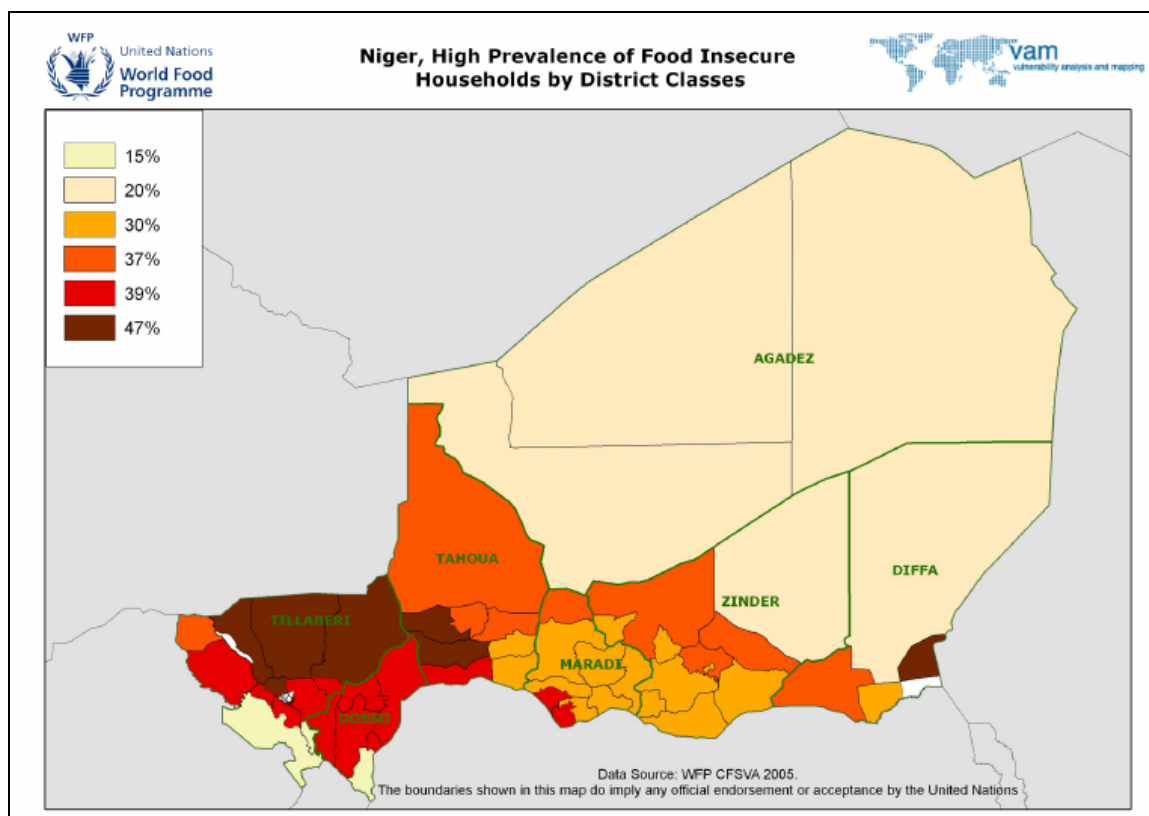 WFP
United Nations
World Food
Programme
Niger, High Prevalence of Food Insecure
Households by District Classes
vam
vulnerability analysis and mapping
15%
20%
30%
37%
39%
47%
AGADEZ
TAHOUA
DIFFA
ZINDER
TILLABERI
MARADI
DOSSO
Data Source: WFP CFSVA 2005.
The boundaries shown in this map do imply any official endorsement or acceptance by the United Nations